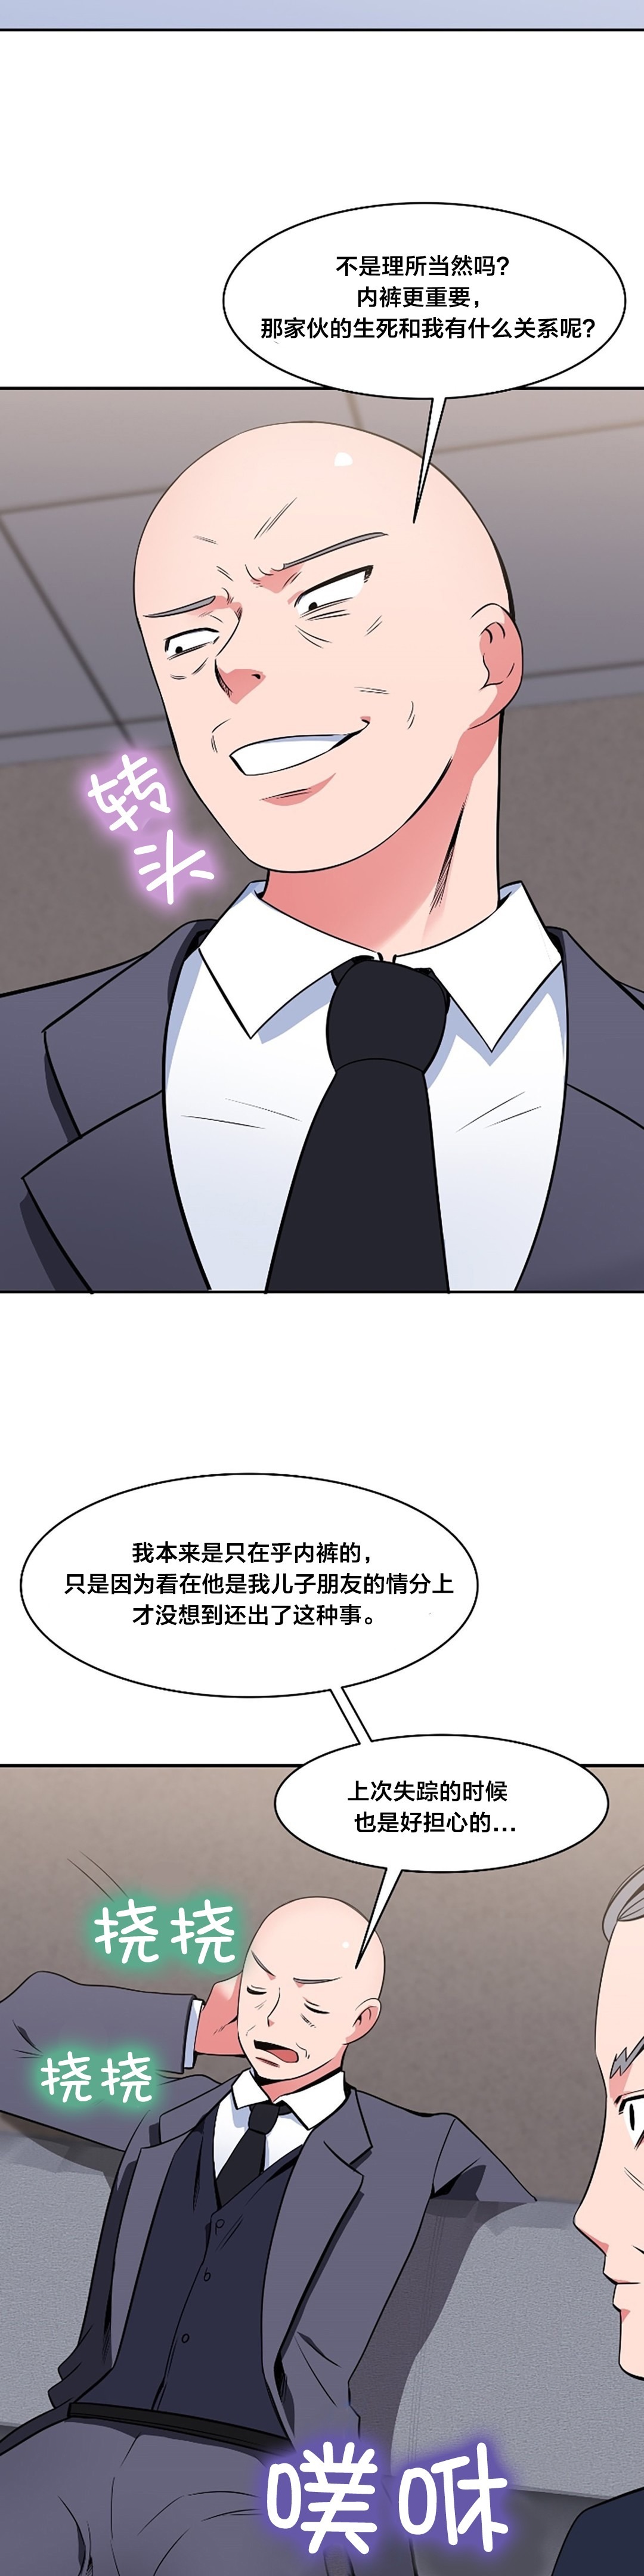 不是理所当然吗？
内裤更重要，
那家伙的生死和我有什么关系呢？
转
头
我本来是只在乎内裤的，
只是因为看在他是我儿子朋友的情分上
才没想到还出了这种事。
上次失踪的时候
也是好担心的…
挠挠
挠挠
噗咻